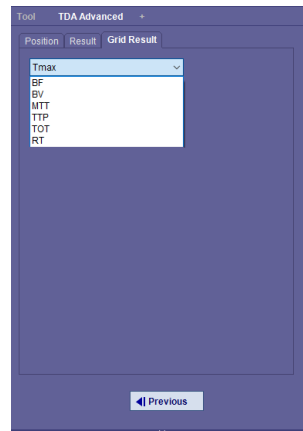 Tool TDA Advanced +
Position Result Grid Result
Tmax
BF
BV
MTT
TTP
TOT
RT
Previous